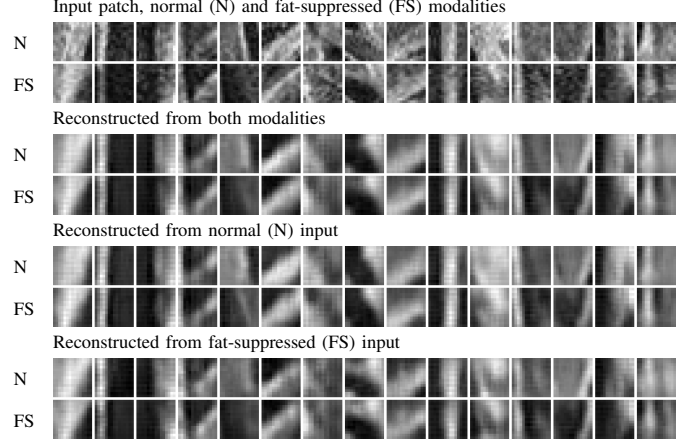 Input patch, normal (N) and fat-suppressed (FS) modalities
N
FS
Reconstructed from both modalities
N
FS
Reconstructed from normal (N) input
N
FS
Reconstructed from fat-suppressed (FS) input
N
FS